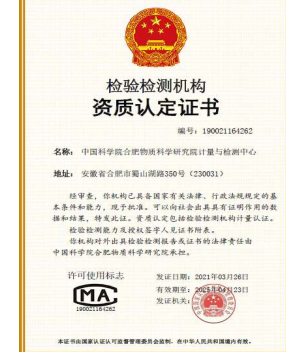 检验检测机构
资质认定证书
编号：190021164262
名称：中国科学院合肥物质科学研究院计量与检测中心
地址：安徽省合肥市蜀山湖路350号（230031）
经审查，你机构已具备国家有关法律、行政法规规定的基
本条件和能力，现予批准。可以向社会出具具有证明作用的数
据和结果，特发此证。资质认定包括检验检测机构计量认证。
检验检测能力及授权签字人见证书附表。
你机构对外出具检验检测报告或证书的法律责任由
中国科学院合肥物质科学研究院承担。
许可使用标志
发证日期：2021年03月26日
有效期至：2025年04月23日
发证机关：
MA
190021164262
本证书由国家认证认可监督管理委员会监制，在中华人民共和国境内有效。